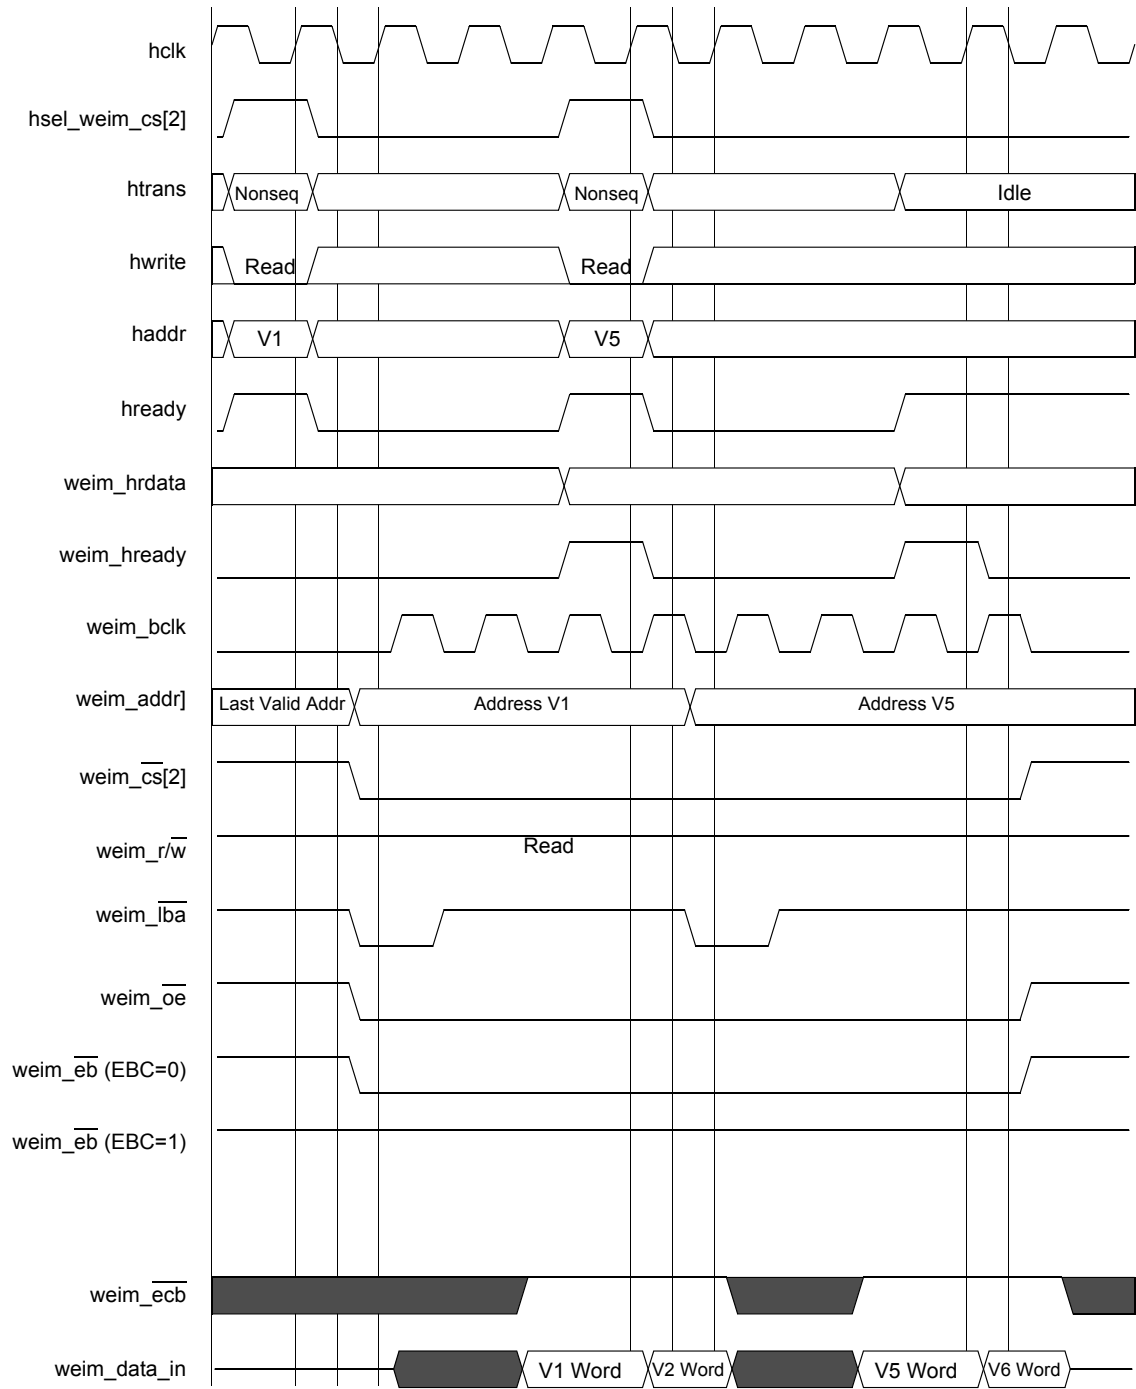 hclk
hsel_weim_cs[2]
htrans Nonseq Nonseq Idle
hwrite Read Read
haddr V1 V5
hready
weim_hrdata
weim_hready
weim_bclk
weim_addr] Last Valid Addr Address V1 Address V5
weim_cs[2]
weim_r/w Read
weim_lba
weim_oe
weim_eb (EBC=0)
weim_eb (EBC=1)
weim_ecb
weim_data_in V1 Word V2 Word V5 Word V6 Word